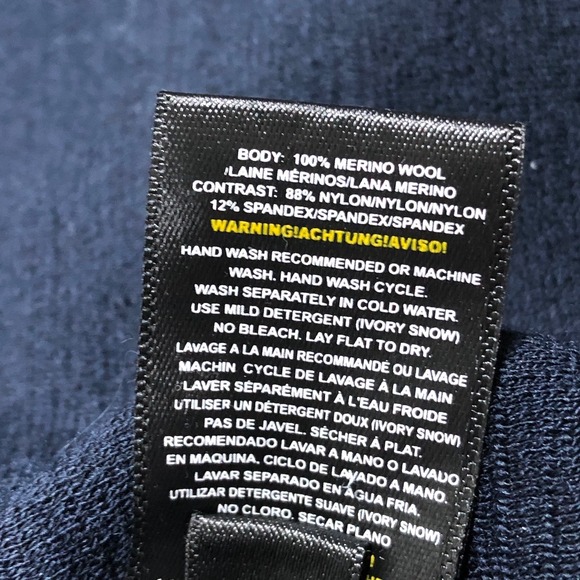 BODY: 100% MERINO WOOL
/LAINE MÉRINOS/LANA MERINO
CONTRAST: 88% NYLON/NYLON/NYLON
12% SPANDEX/SPANDEX/SPANDEX
WARNING!ACHTUNG!AVISO!
HAND WASH RECOMMENDED OR MACHINE
WASH. HAND WASH CYCLE.
WASH SEPARATELY IN COLD WATER.
USE MILD DETERGENT (IVORY SNOW)
NO BLEACH. LAY FLAT TO DRY.
LAVAGE A LA MAIN RECOMMANDÉ OU LAVAGE
MACHIN CYCLE DE LAVAGE À LA MAIN
LAVER SÉPARÉMENT À L'EAU FROIDE
UTILISER UN DÉTERGENT DOUX (IVORY SNOW)
PAS DE JAVEL. SÉCHER À PLAT.
RECOMENDADO LAVAR A MANO O LAVADO
EN MAQUINA. CICLO DE LAVADO A MANO.
LAVAR SEPARADO EN AGUA FRIA.
UTILIZAR DETERGENTE SUAVE (IVORY SNOW)
NO CLORO. SECAR PLANO